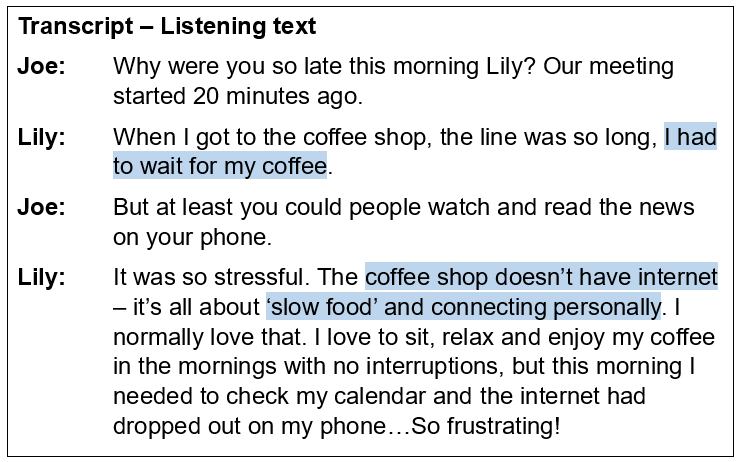 Transcript – Listening text
Joe: Why were you so late this morning Lily? Our meeting
started 20 minutes ago.
Lily: When I got to the coffee shop, the line was so long, I had
to wait for my coffee.
Joe: But at least you could people watch and read the news
on your phone.
Lily: It was so stressful. The coffee shop doesn’t have internet
– it’s all about ‘slow food’ and connecting personally. I
normally love that. I love to sit, relax and enjoy my coffee
in the mornings with no interruptions, but this morning I
needed to check my calendar and the internet had
dropped out on my phone…So frustrating!